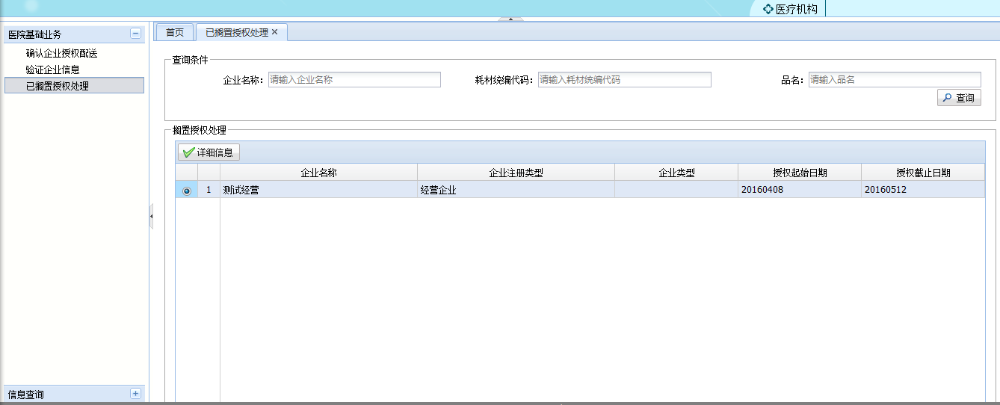 医疗机构
医院基础业务
确认企业授权配送
验证企业信息
已搁置授权处理
信息查询
首页 已搁置授权处理
查询条件
企业名称: 请输入企业名称 耗材统编代码: 请输入耗材统编代码 品名: 请输入品名
查询
搁置授权处理
详细信息
企业名称 企业注册类型 企业类型 授权起始日期 授权截止日期
1 测试经营 经营企业 20160408 20160512